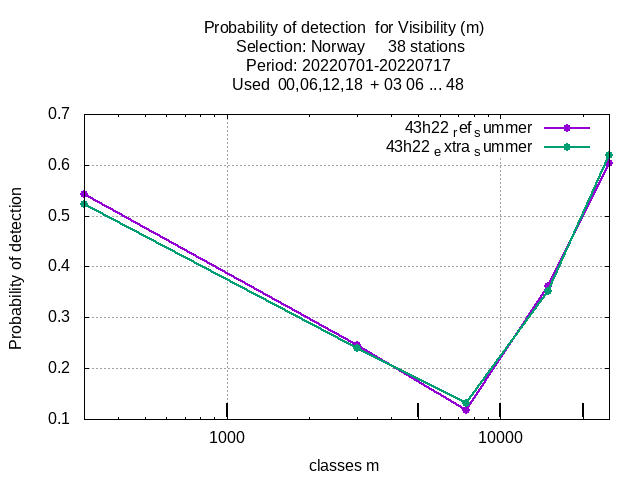 Probability of detection  for Visibility (m)
Selection: Norway     38 stations
Period: 20220701-20220717
Used  00,06,12,18  + 03 06 ... 48
43h22 ref summer
43h22 extra summer
0.7
0.6
0.5
0.4
0.3
0.2
0.1
Probability of detection
1000 10000
classes m